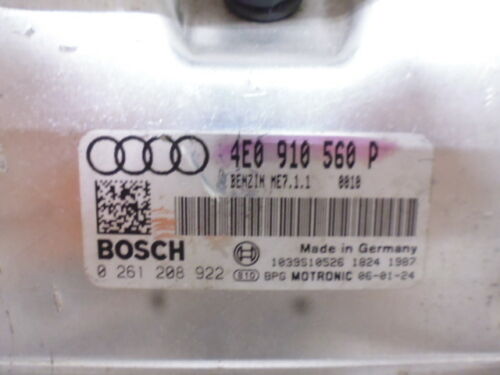 4E0 910 560 P
BENZIN ME7.1.1 0010
BOSCH
Made in Germany
1039S10526 1824 1987
0 261 208 922 BPG MOTRONIC 06-01-24